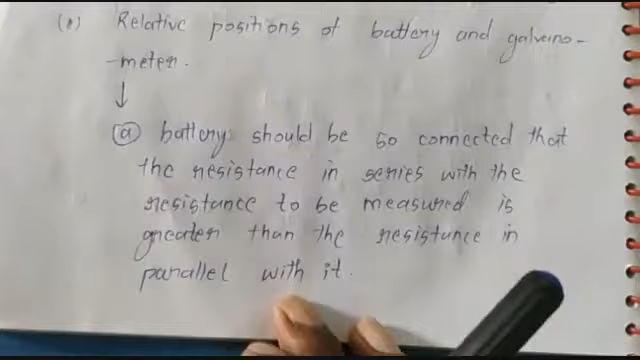 (1) Relative positions of battery and galvano-
-meter.
↓
(a) battery should be so connected that
the resistance in series with the
resistance to be measured is
greater than the resistance in
parallel with it.